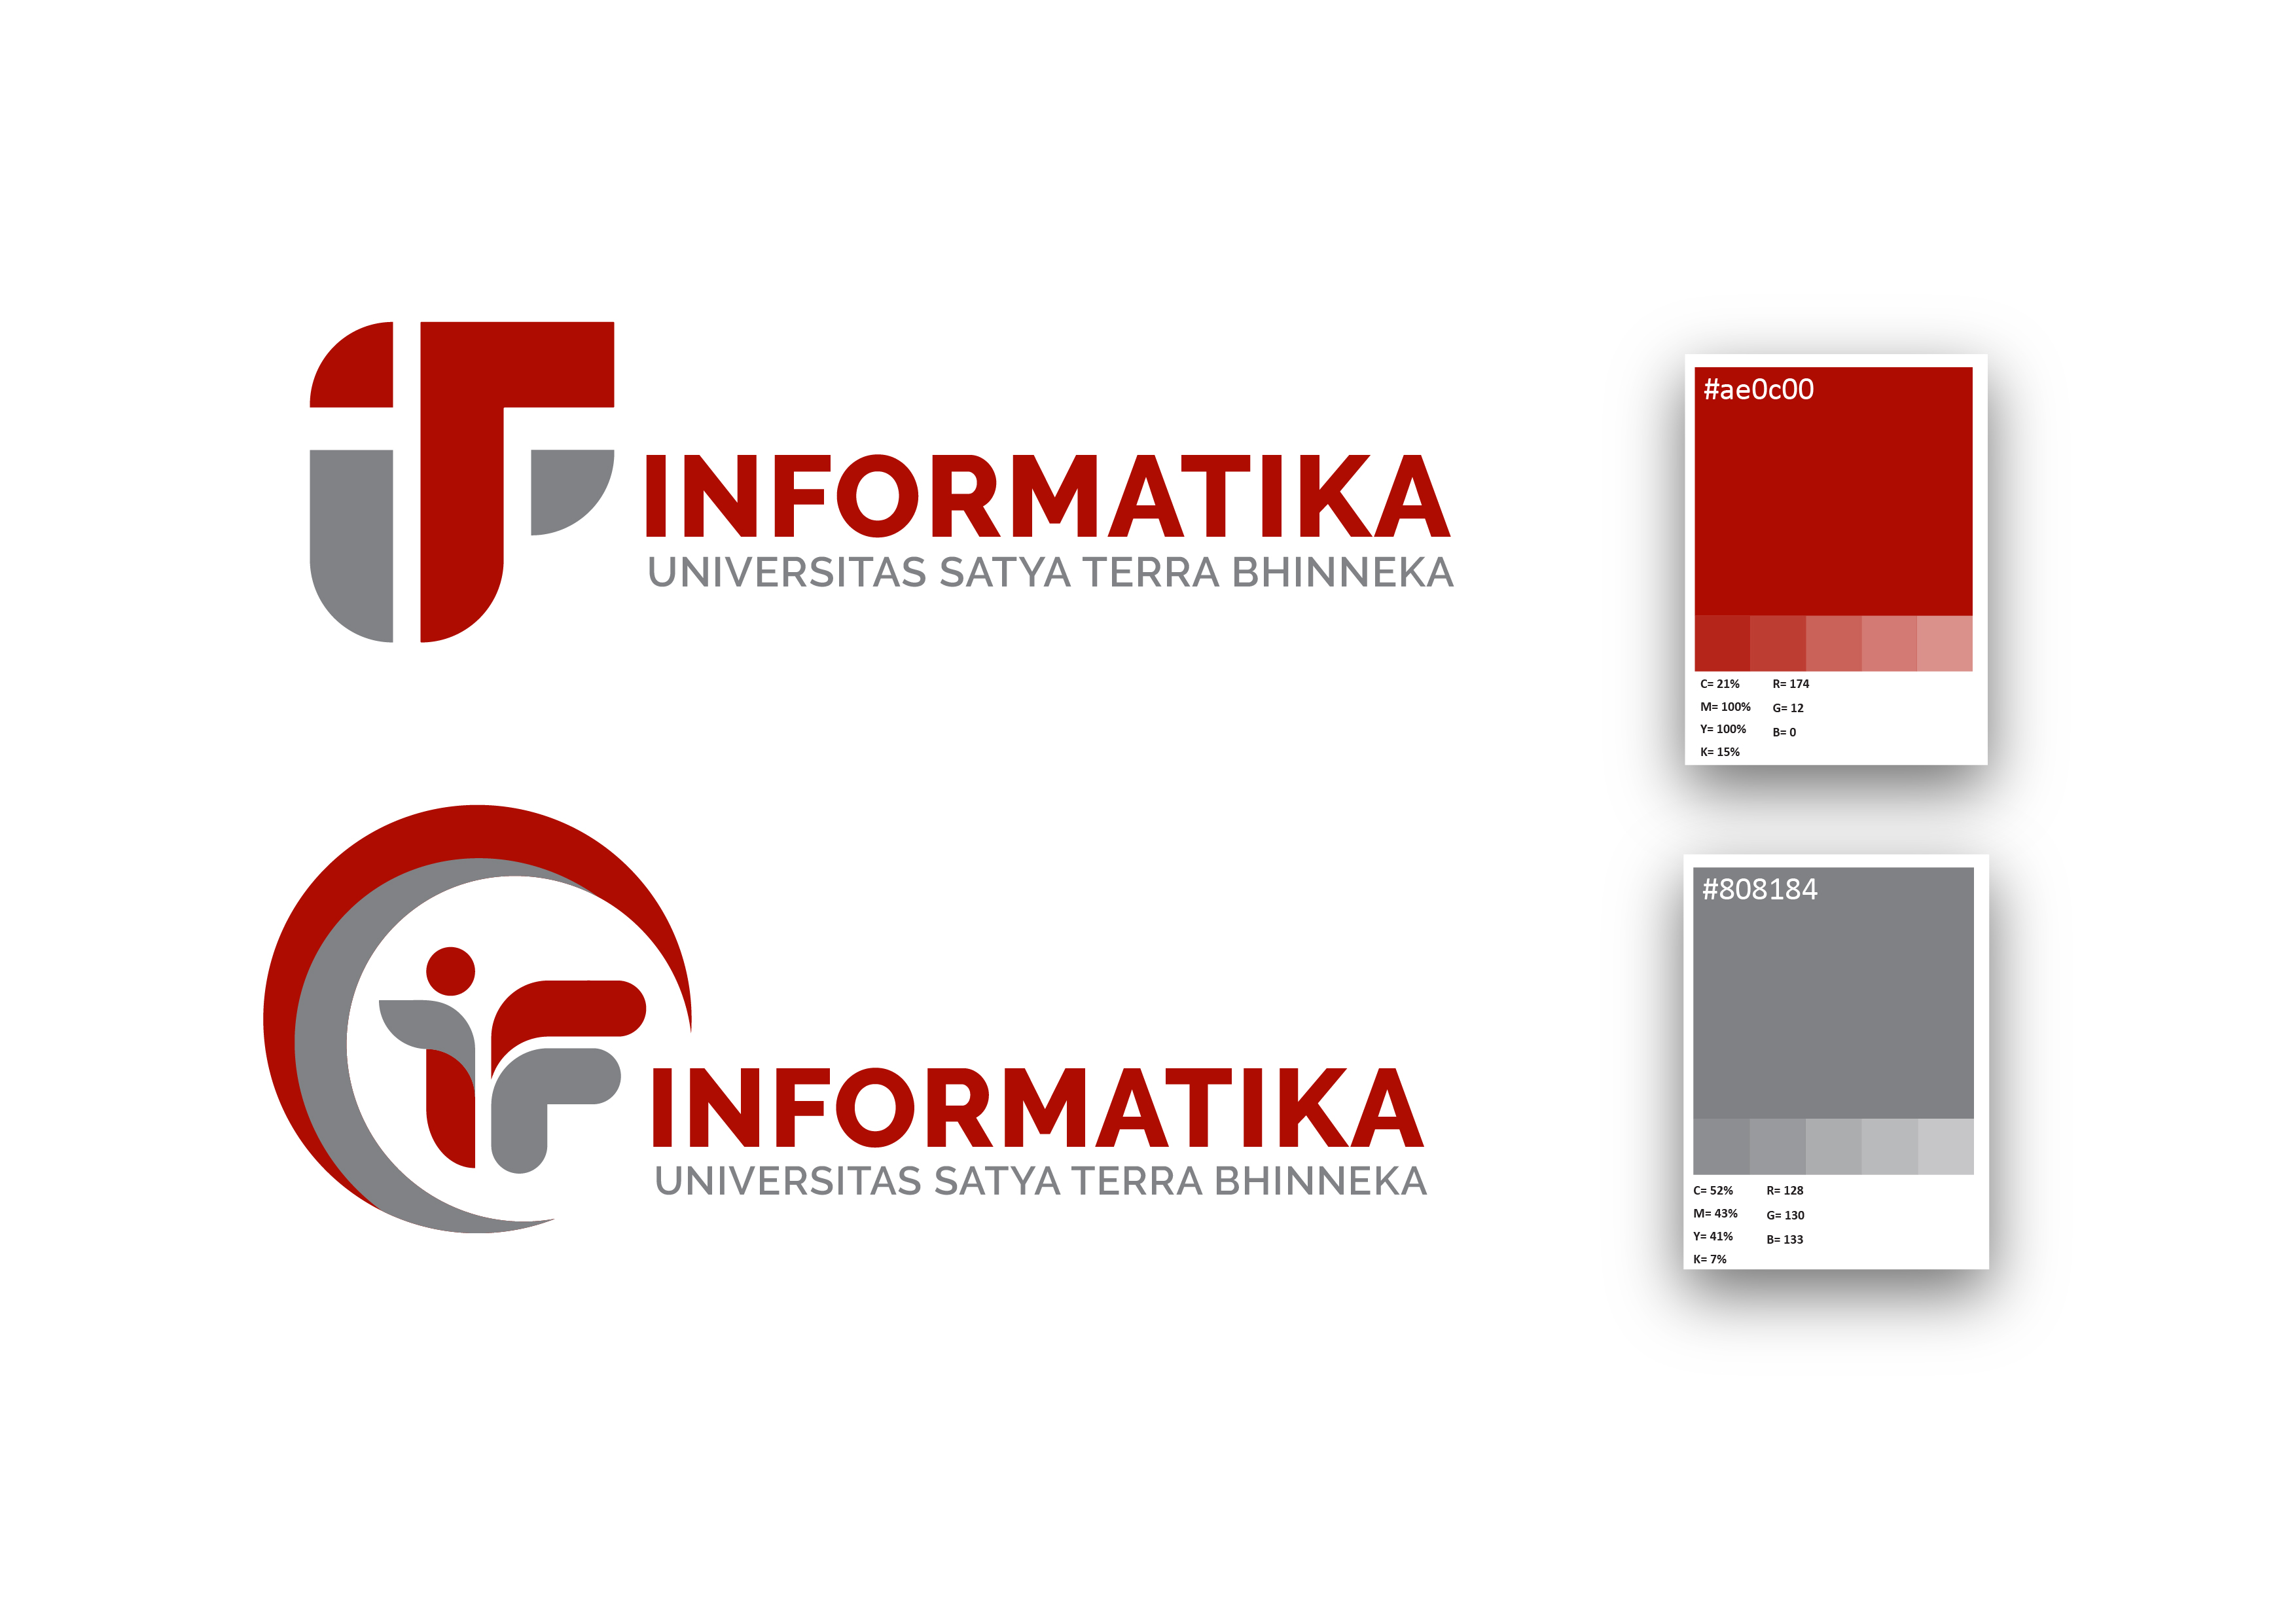 INFORMATIKA
UNIVERSITAS SATYA TERRA BHINNEKA
#ae0c00
C= 21%
M= 100%
Y= 100%
K= 15%
R= 174
G= 12
B= 0
iF
INFORMATIKA
UNIVERSITAS SATYA TERRA BHINNEKA
#808184
C= 52%
M= 43%
Y= 41%
K= 7%
R= 128
G= 130
B= 133